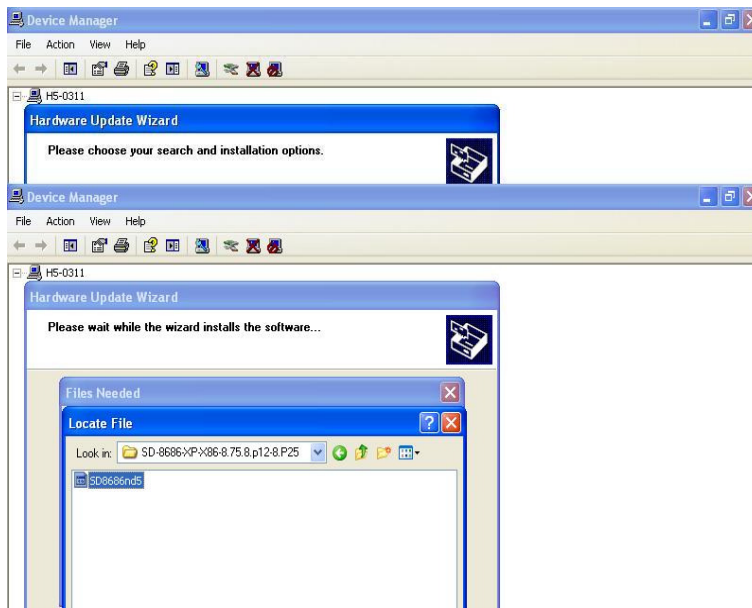 Device Manager
File Action View Help
H5-0311
Hardware Update Wizard
Please choose your search and installation options.
Device Manager
File Action View Help
H5-0311
Hardware Update Wizard
Please wait while the wizard installs the software...
Files Needed
Locate File
Look in: SD-8686-XP-X86-8.75.8.p12-8.P25
SD8686nd5